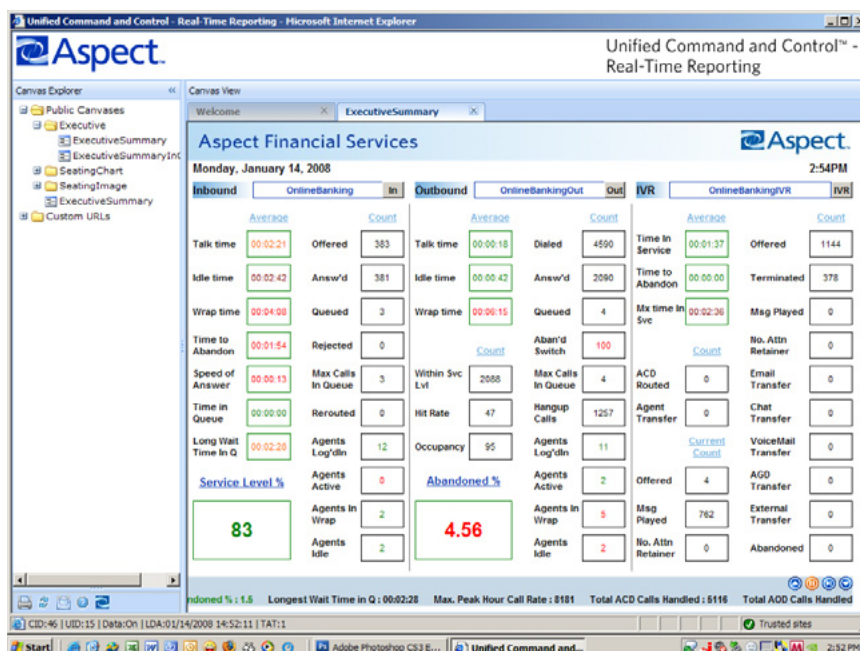 Unified Command and Control - Real-Time Reporting - Microsoft Internet Explorer
Aspect.
Unified Command and Control™ -
Real-Time Reporting
Canvas Explorer
Canvas View
Public Canvases
Executive
ExecutiveSummary
ExecutiveSummaryInt
SeatingChart
SeatingImage
ExecutiveSummary
Custom URLs
Welcome
ExecutiveSummary
Aspect Financial Services
Aspect.
Monday, January 14, 2008
2:54PM
Inbound OnlineBanking In
Average Count
Talk time 00:02:21 Offered 383
Idle time 00:02:42 Answ'd 381
Wrap time 00:04:08 Queued 3
Time to Abandon 00:01:54 Rejected 0
Speed of Answer 00:00:13 Max Calls In Queue 3
Time in Queue 00:00:00 Rerouted 0
Long Wait Time In Q 00:02:28 Agents Log'dIn 12
Service Level % Agents Active 0
83 Agents In Wrap 2
Agents Idle 2
Outbound OnlineBankingOut Out
Average Count
Talk time 00:00:18 Dialed 4590
Idle time 00:00:42 Answ'd 2090
Wrap time 00:06:15 Queued 4
Count Aban'd Switch 100
Within Svc Lvl 2088 Max Calls In Queue 4
Hit Rate 47 Hangup Calls 1257
Occupancy 95 Agents Log'dIn 11
Abandoned % Agents Active 2
4.56 Agents In Wrap 5
Agents Idle 2
IVR OnlineBankingIVR IVR
Average Count
Time In Service 00:01:37 Offered 1144
Time to Abandon 00:00:00 Terminated 378
Mx time In Svc 00:02:36 Msg Played 0
Count No. Attn Retainer 0
ACD Routed 0 Email Transfer 0
Agent Transfer 0 Chat Transfer 0
Current Count VoiceMail Transfer 0
Offered 4 AGD Transfer 0
Msg Played 762 External Transfer 0
No. Attn Retainer 0 Abandoned 0
ndoned % : 1.5 Longest Wait Time in Q : 00:02:28 Max. Peak Hour Call Rate : 8181 Total ACD Calls Handled : 5116 Total AOD Calls Handled
CID:46 | UID:15 | Data:On | LDA:01/14/2008 14:52:11 | TAT:1
Trusted sites
Start
Adobe Photoshop CS3 E...
Unified Command and...
2:52 PM